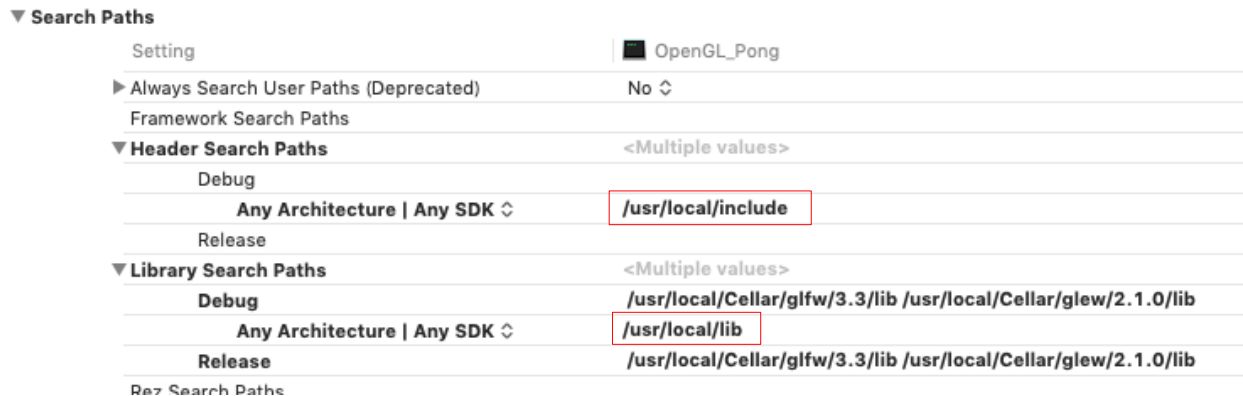 Search Paths
Setting OpenGL_Pong
Always Search User Paths (Deprecated) No
Framework Search Paths
Header Search Paths <Multiple values>
Debug
Any Architecture | Any SDK /usr/local/include
Release
Library Search Paths <Multiple values>
Debug /usr/local/Cellar/glfw/3.3/lib /usr/local/Cellar/glew/2.1.0/lib
Any Architecture | Any SDK /usr/local/lib
Release /usr/local/Cellar/glfw/3.3/lib /usr/local/Cellar/glew/2.1.0/lib
Rez Search Paths